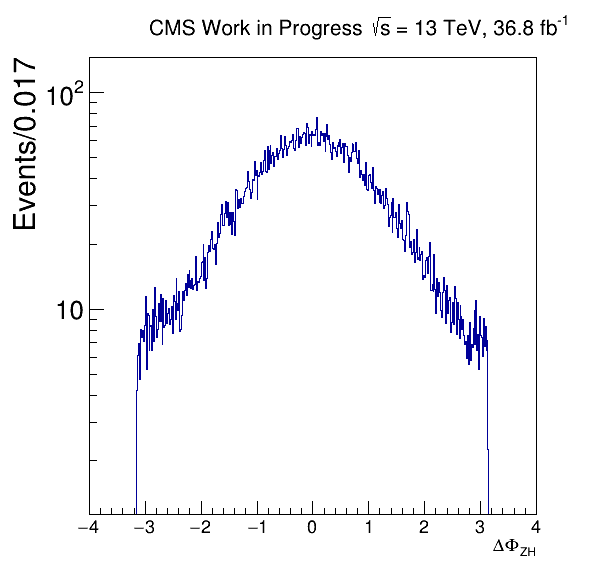 CMS Work in Progress √s = 13 TeV, 36.8 fb⁻¹
Events/0.017
10²
10
−4 −3 −2 −1 0 1 2 3 4
ΔΦ_ZH